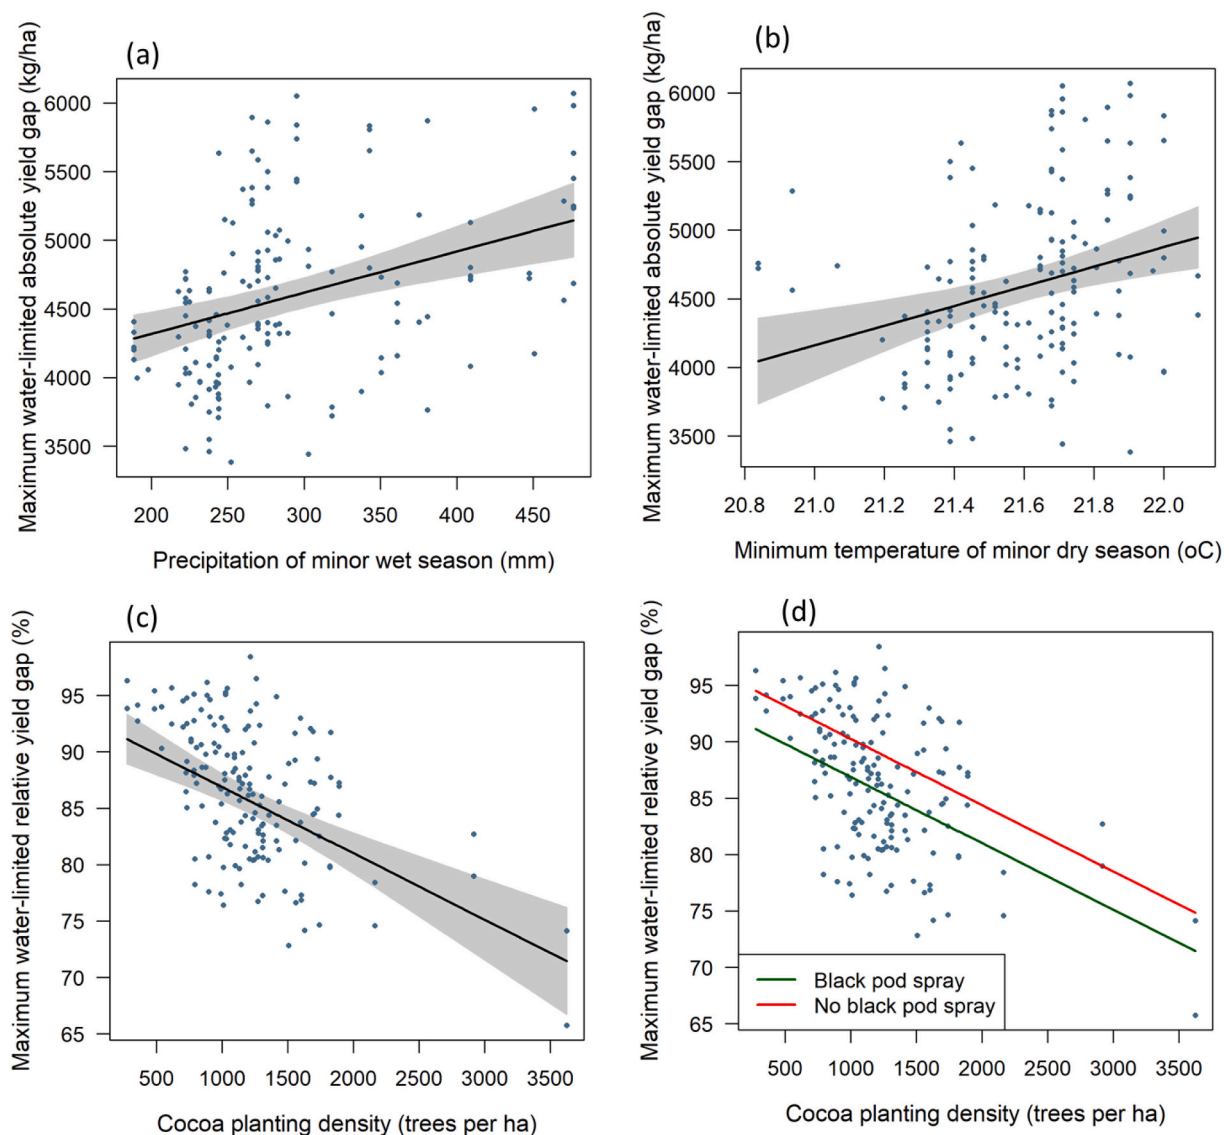 (a)
Maximum water-limited absolute yield gap (kg/ha)
6000
5500
5000
4500
4000
3500
200 250 300 350 400 450
Precipitation of minor wet season (mm)
(b)
Maximum water-limited absolute yield gap (kg/ha)
6000
5500
5000
4500
4000
3500
20.8 21.0 21.2 21.4 21.6 21.8 22.0
Minimum temperature of minor dry season (oC)
(c)
Maximum water-limited relative yield gap (%)
95
90
85
80
75
70
65
500 1000 1500 2000 2500 3000 3500
Cocoa planting density (trees per ha)
(d)
Maximum water-limited relative yield gap (%)
95
90
85
80
75
70
65
Black pod spray
No black pod spray
500 1000 1500 2000 2500 3000 3500
Cocoa planting density (trees per ha)